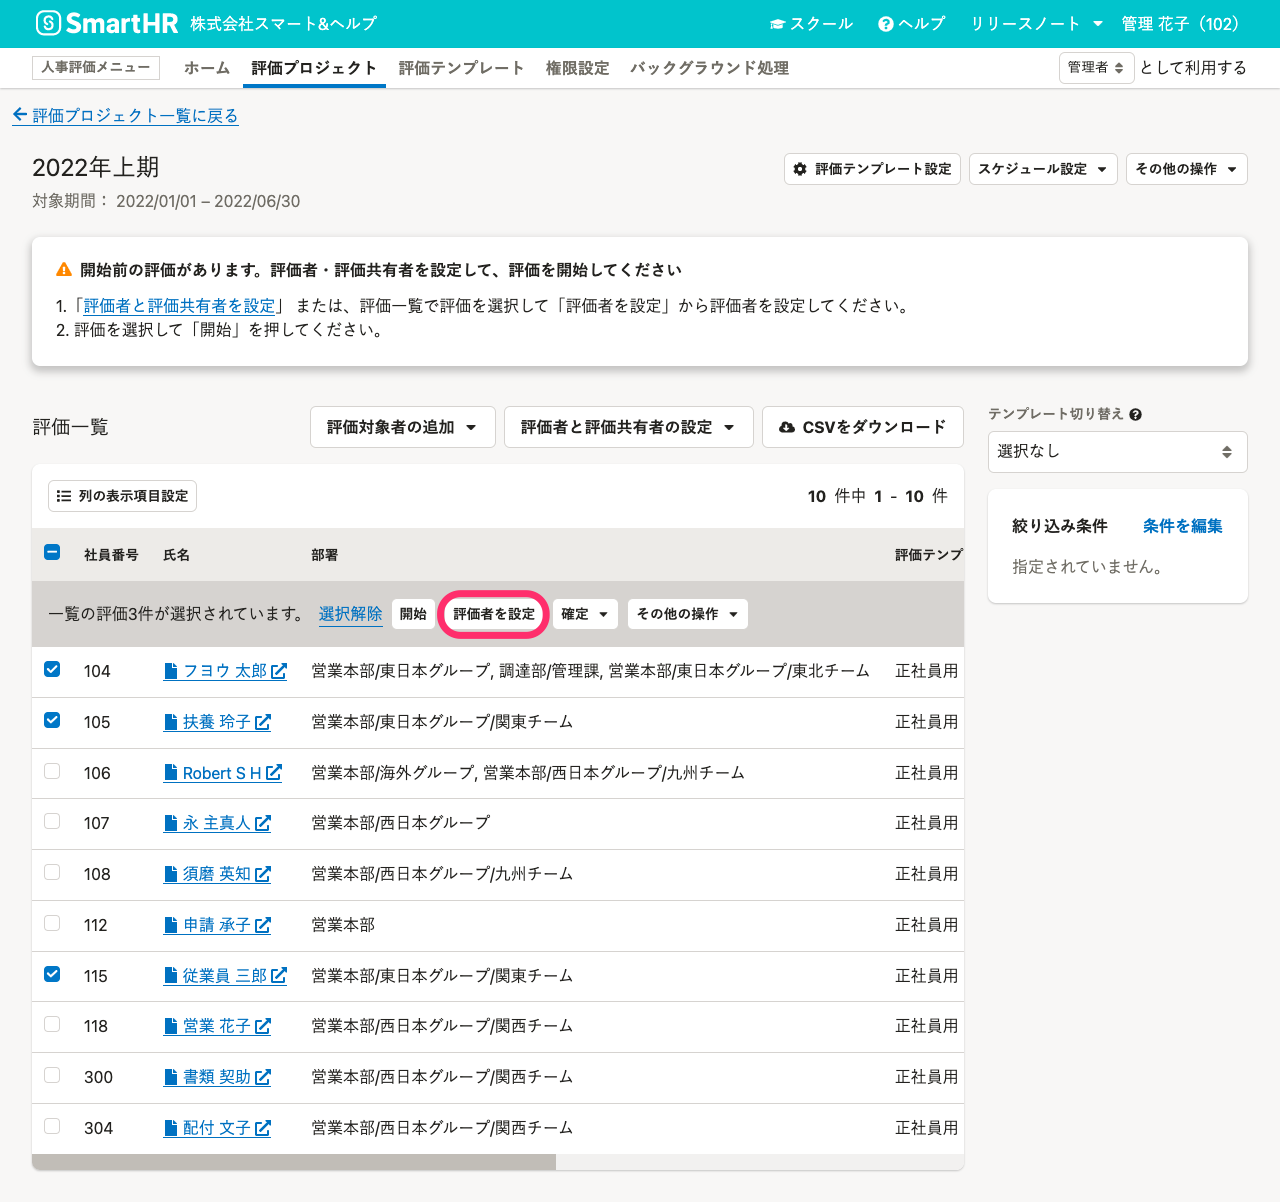 SmartHR 株式会社スマート&ヘルプ スクール ヘルプ リリースノート 管理 花子（102）
人事評価メニュー ホーム 評価プロジェクト 評価テンプレート 権限設定 バックグラウンド処理 管理者 として利用する
評価プロジェクト一覧に戻る
2022年上期 評価テンプレート設定 スケジュール設定 その他の操作
対象期間： 2022/01/01 – 2022/06/30
開始前の評価があります。評価者・評価共有者を設定して、評価を開始してください
1.「評価者と評価共有者を設定」 または、評価一覧で評価を選択して「評価者を設定」から評価者を設定してください。
2. 評価を選択して「開始」を押してください。
評価一覧 評価対象者の追加 評価者と評価共有者の設定 CSVをダウンロード
テンプレート切り替え
選択なし
絞り込み条件 条件を編集
指定されていません。
列の表示項目設定 10 件中 1 - 10 件
社員番号 氏名 部署 評価テンプ
一覧の評価3件が選択されています。 選択解除 開始 評価者を設定 確定 その他の操作
104 フヨウ 太郎 営業本部/東日本グループ, 調達部/管理課, 営業本部/東日本グループ/東北チーム 正社員用
105 扶養 玲子 営業本部/東日本グループ/関東チーム 正社員用
106 Robert S H 営業本部/海外グループ, 営業本部/西日本グループ/九州チーム 正社員用
107 永 主真人 営業本部/西日本グループ 正社員用
108 須磨 英知 営業本部/西日本グループ/九州チーム 正社員用
112 申請 承子 営業本部 正社員用
115 従業員 三郎 営業本部/東日本グループ/関東チーム 正社員用
118 営業 花子 営業本部/西日本グループ/関西チーム 正社員用
300 書類 契助 営業本部/西日本グループ/関西チーム 正社員用
304 配付 文子 営業本部/西日本グループ/関西チーム 正社員用